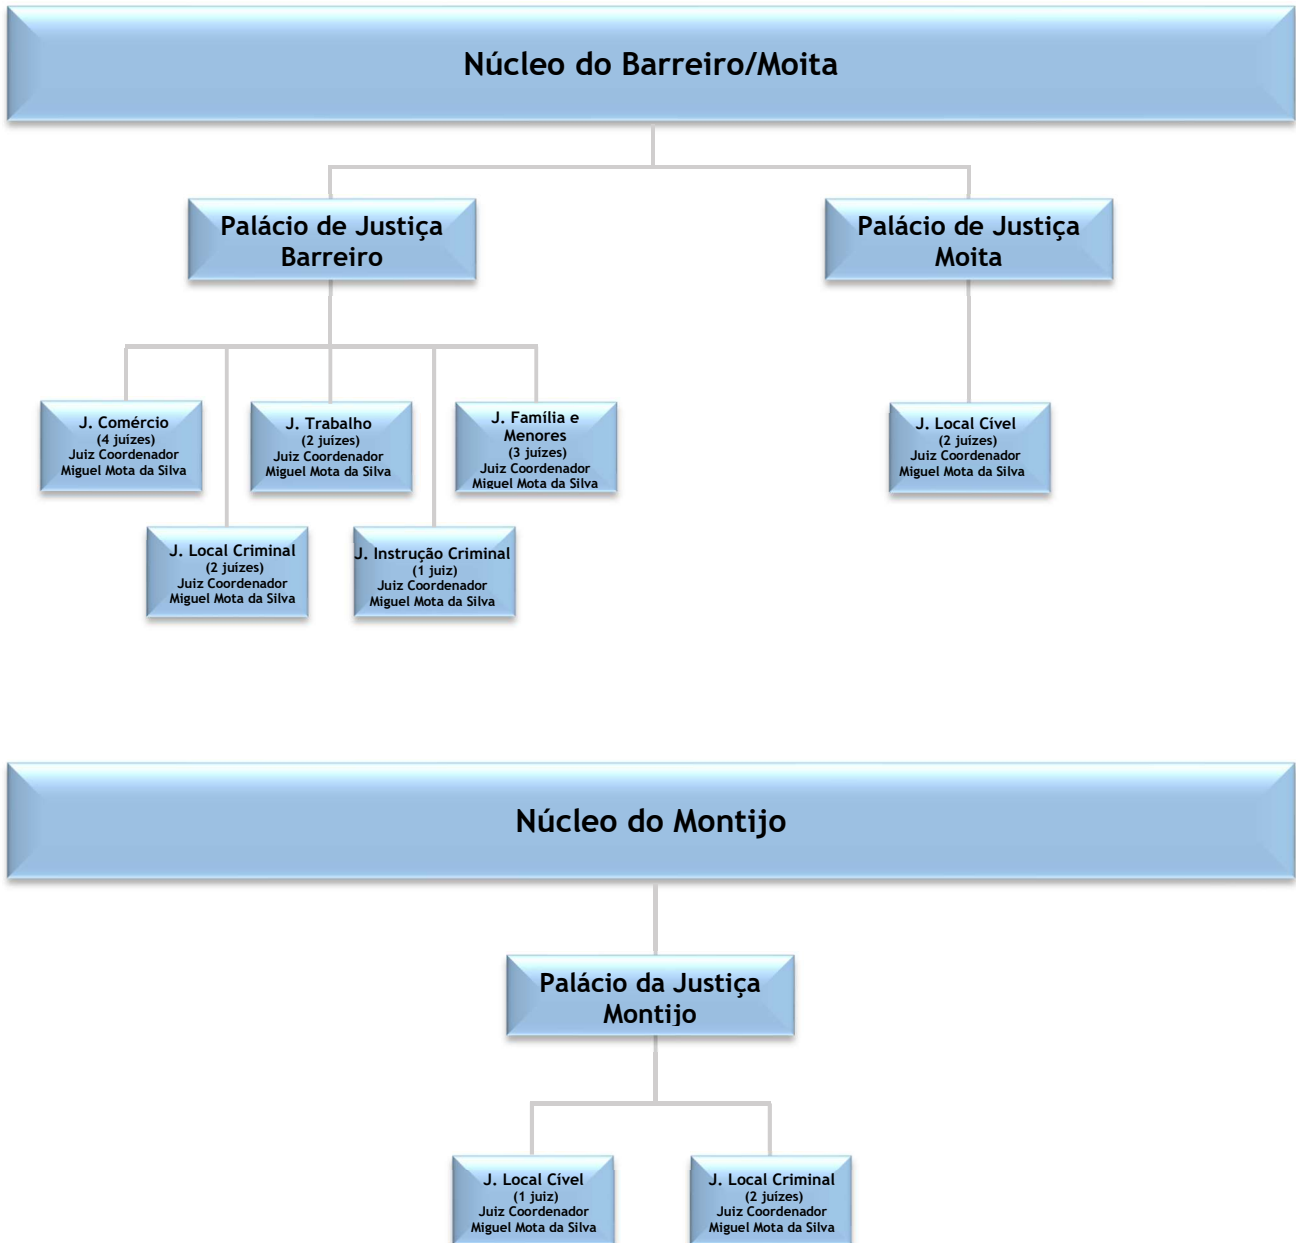 Núcleo do Barreiro/Moita
Palácio de Justiça
Barreiro
Palácio de Justiça
Moita
J. Comércio
(4 juízes)
Juiz Coordenador
Miguel Mota da Silva
J. Trabalho
(2 juízes)
Juiz Coordenador
Miguel Mota da Silva
J. Família e
Menores
(3 juízes)
Juiz Coordenador
Miguel Mota da Silva
J. Local Cível
(2 juízes)
Juiz Coordenador
Miguel Mota da Silva
J. Local Criminal
(2 juízes)
Juiz Coordenador
Miguel Mota da Silva
J. Instrução Criminal
(1 juiz)
Juiz Coordenador
Miguel Mota da Silva
Núcleo do Montijo
Palácio da Justiça
Montijo
J. Local Cível
(1 juiz)
Juiz Coordenador
Miguel Mota da Silva
J. Local Criminal
(2 juízes)
Juiz Coordenador
Miguel Mota da Silva